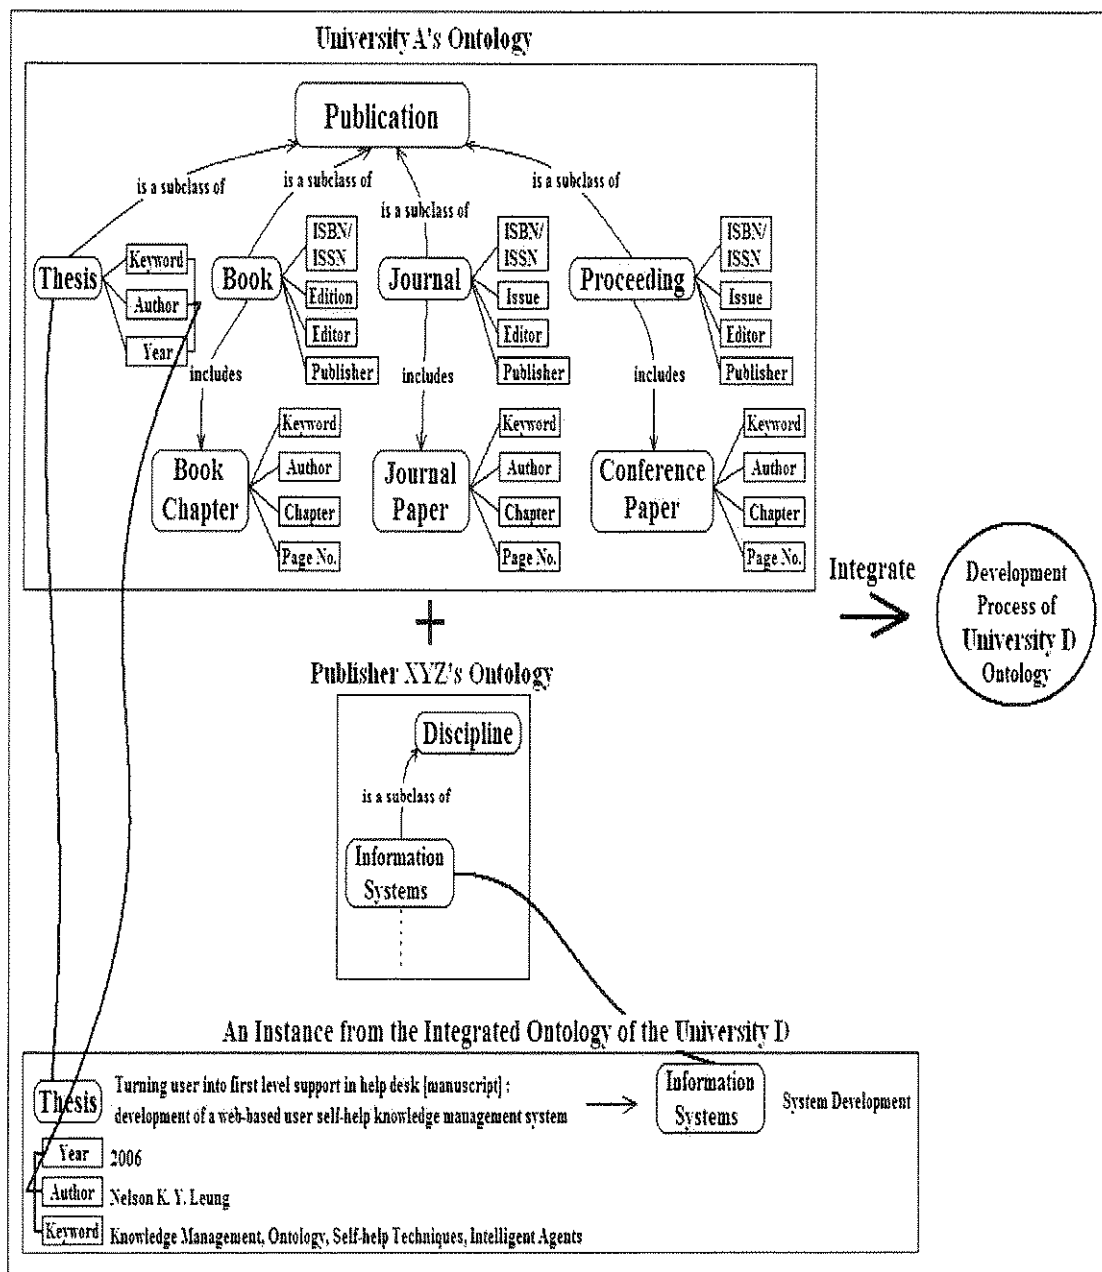 University A's Ontology
Publication
is a subclass of
is a subclass of
is a subclass of
is a subclass of
Thesis
Keyword
Author
Year
Book
ISBN/
ISSN
Edition
Editor
Publisher
Journal
ISBN/
ISSN
Issue
Editor
Publisher
Proceeding
ISBN/
ISSN
Issue
Editor
Publisher
includes
includes
includes
Book
Chapter
Keyword
Author
Chapter
Page No.
Journal
Paper
Keyword
Author
Chapter
Page No.
Conference
Paper
Keyword
Author
Chapter
Page No.
+
Integrate
Development
Process of
University D
Ontology
Publisher XYZ's Ontology
Discipline
is a subclass of
Information
Systems
An Instance from the Integrated Ontology of the University D
Thesis
Turning user into first level support in help desk [manuscript] :
development of a web-based user self-help knowledge management system
Information
Systems
System Development
Year 2006
Author Nelson K. Y. Leung
Keyword Knowledge Management, Ontology, Self-help Techniques, Intelligent Agents